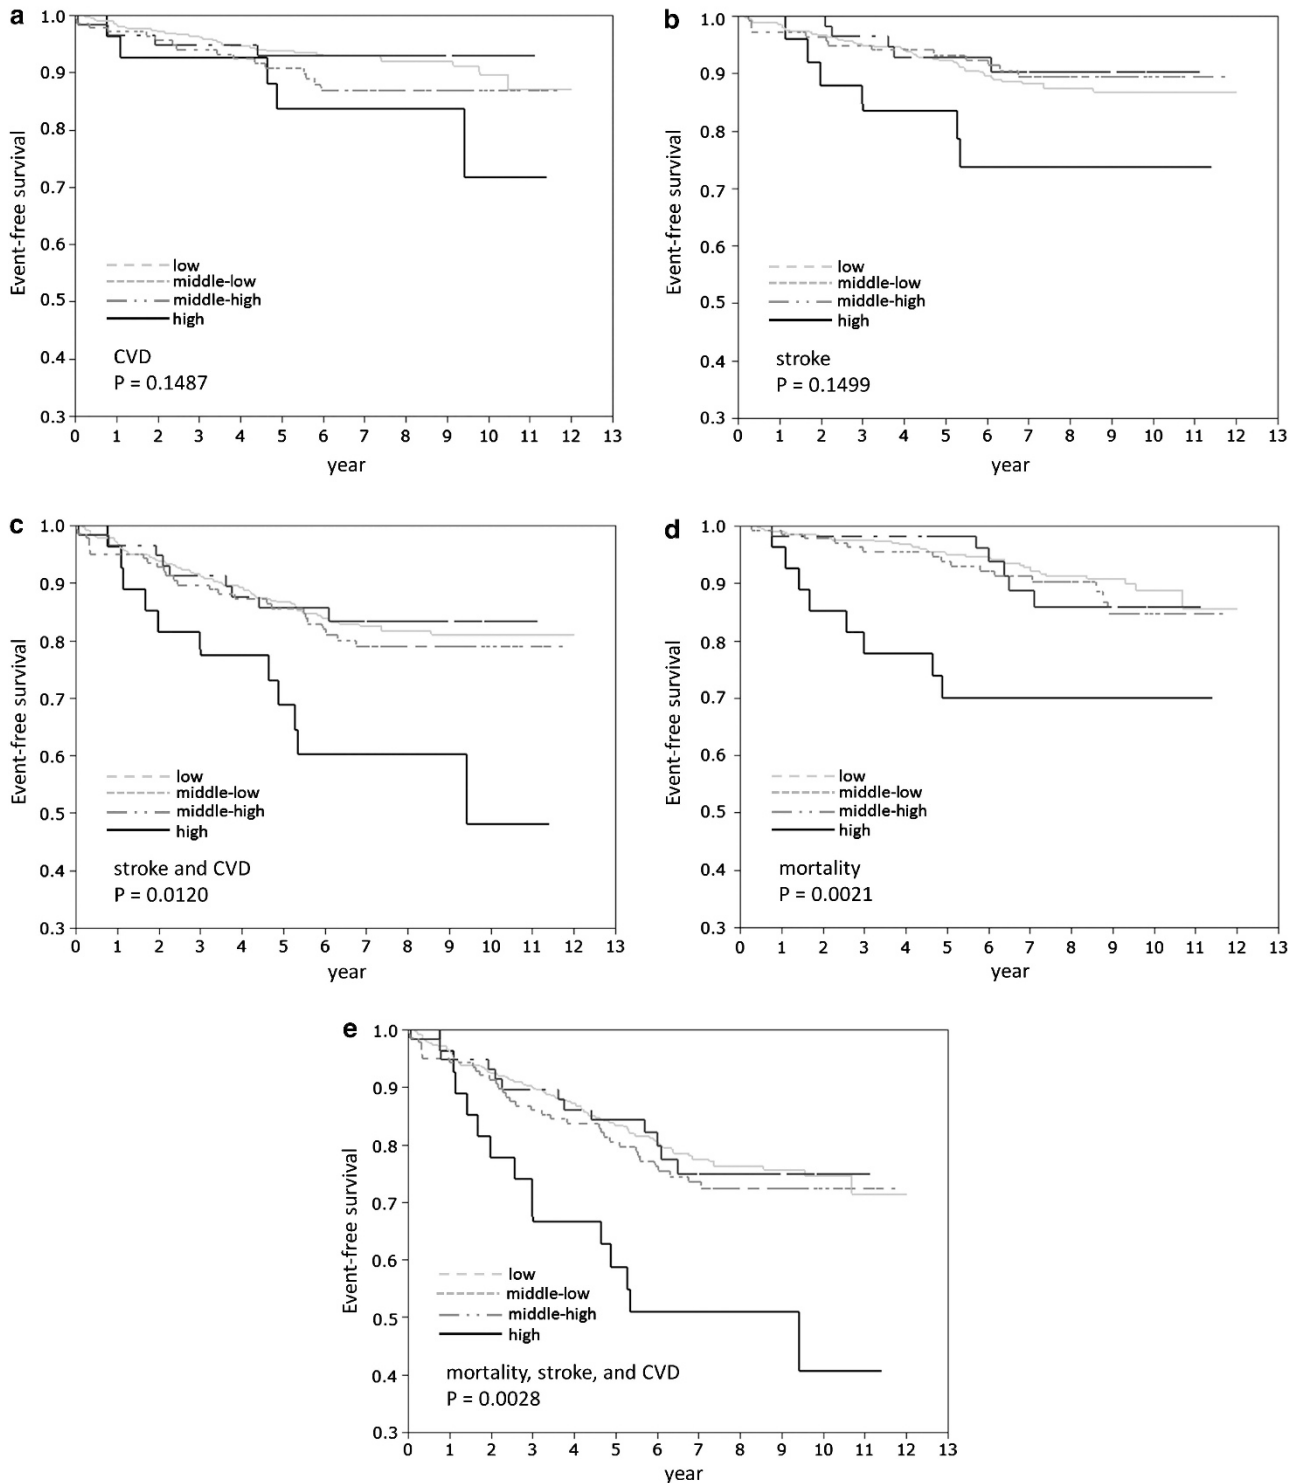 a
1.0
0.9
0.8
0.7
0.6
0.5
0.4
0.3
Event-free survival
low
middle-low
middle-high
high
CVD
P = 0.1487
0 1 2 3 4 5 6 7 8 9 10 11 12 13
year
b
1.0
0.9
0.8
0.7
0.6
0.5
0.4
0.3
Event-free survival
low
middle-low
middle-high
high
stroke
P = 0.1499
0 1 2 3 4 5 6 7 8 9 10 11 12 13
year
c
1.0
0.9
0.8
0.7
0.6
0.5
0.4
0.3
Event-free survival
low
middle-low
middle-high
high
stroke and CVD
P = 0.0120
0 1 2 3 4 5 6 7 8 9 10 11 12 13
year
d
1.0
0.9
0.8
0.7
0.6
0.5
0.4
0.3
Event-free survival
low
middle-low
middle-high
high
mortality
P = 0.0021
0 1 2 3 4 5 6 7 8 9 10 11 12 13
year
e
1.0
0.9
0.8
0.7
0.6
0.5
0.4
0.3
Event-free survival
low
middle-low
middle-high
high
mortality, stroke, and CVD
P = 0.0028
0 1 2 3 4 5 6 7 8 9 10 11 12 13
year